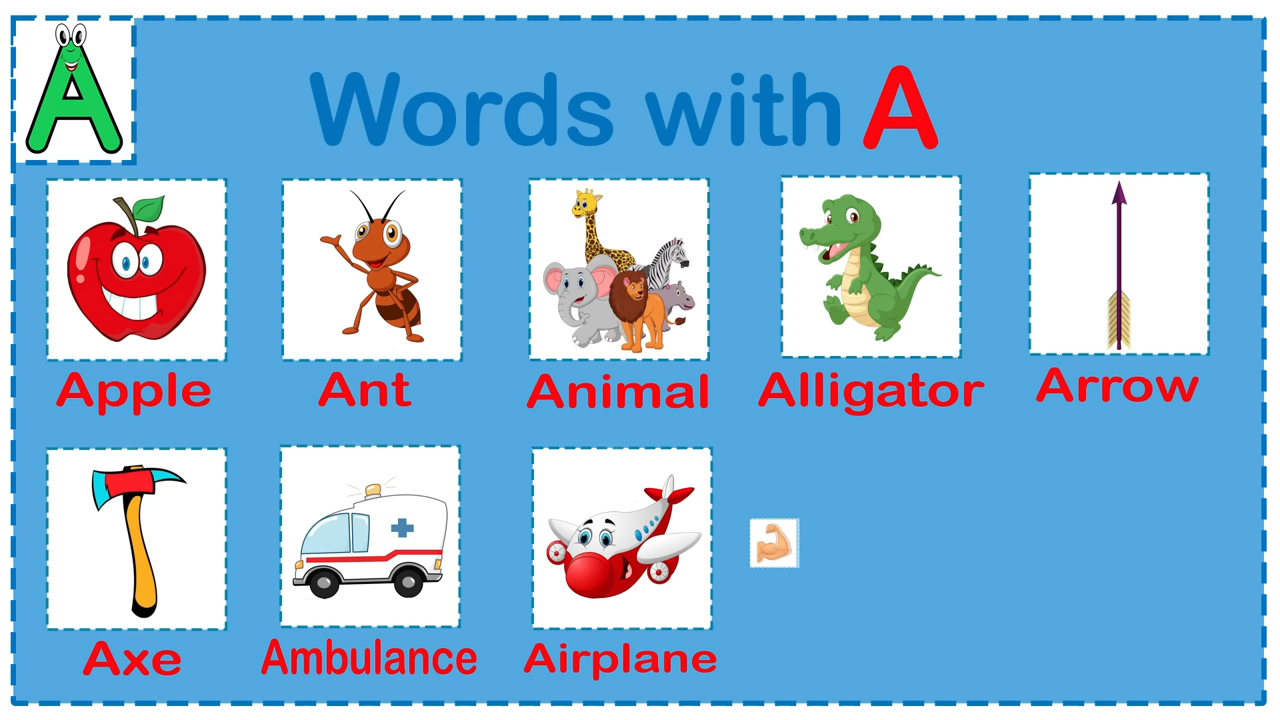 A
Words with A
Apple
Ant
Animal
Alligator
Arrow
Axe
Ambulance
Airplane